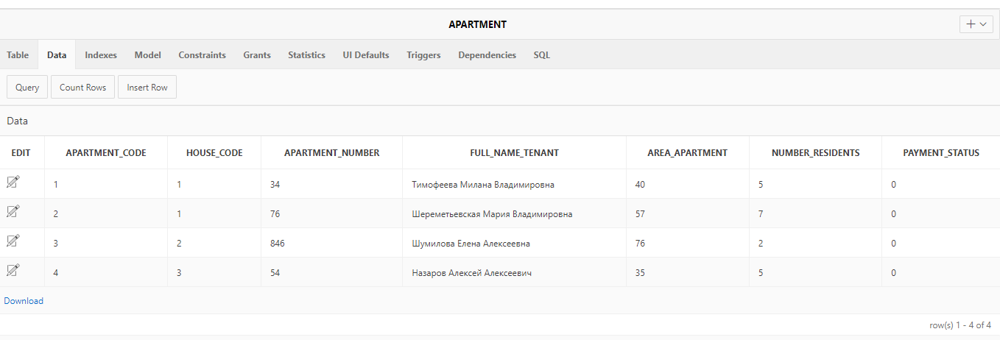 APARTMENT
Table Data Indexes Model Constraints Grants Statistics UI Defaults Triggers Dependencies SQL
Query Count Rows Insert Row
Data
EDIT APARTMENT_CODE HOUSE_CODE APARTMENT_NUMBER FULL_NAME_TENANT AREA_APARTMENT NUMBER_RESIDENTS PAYMENT_STATUS
1 1 34 Тимофеева Милана Владимировна 40 5 0
2 1 76 Шереметьевская Мария Владимировна 57 7 0
3 2 846 Шумилова Елена Алексеевна 76 2 0
4 3 54 Назаров Алексей Алексеевич 35 5 0
Download
row(s) 1 - 4 of 4